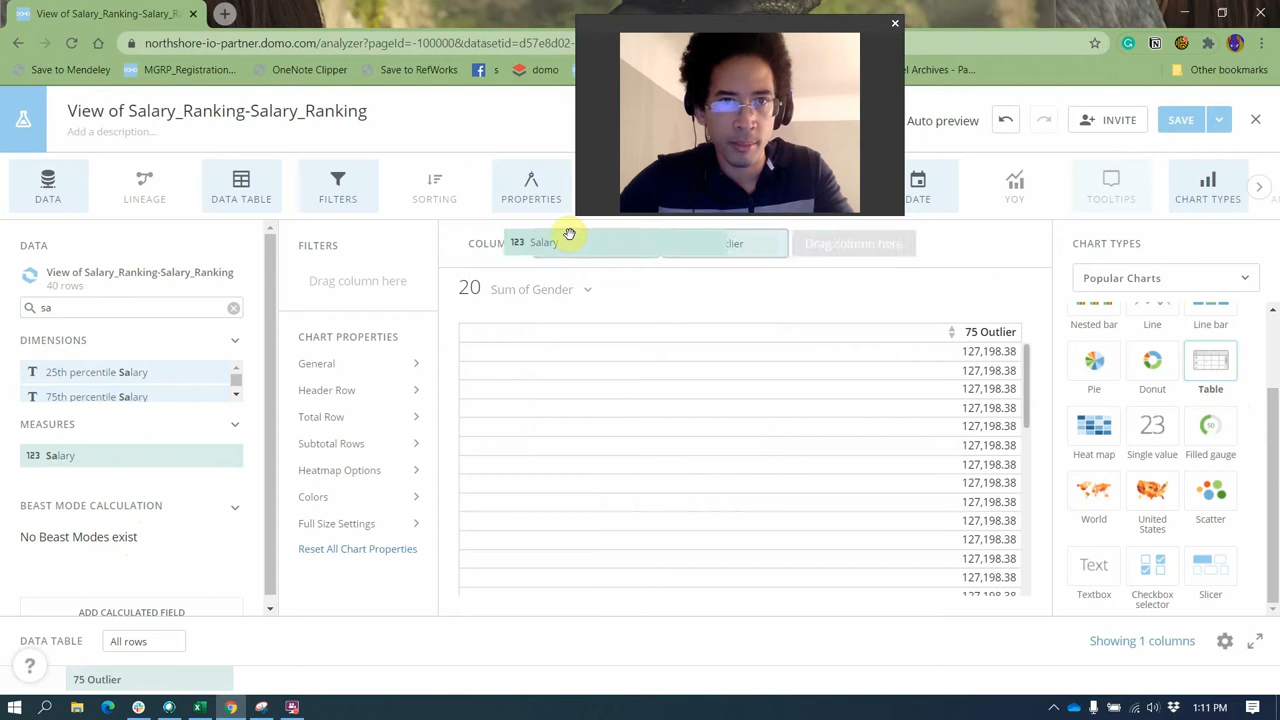 View of Salary_Ranking-Salary_R
northshore-io-partner.domo.com/analyzer?pageId=-100000&datasetid=d57e8d02-
Save to Mendeley
MGRP_Registration...
OneNote Clipper
Save to RefWorks
s
domo
el Archives - Pa...
Other bookmarks
View of Salary_Ranking-Salary_Ranking
Add a description...
Auto preview
INVITE
SAVE
DATA
LINEAGE
DATA TABLE
FILTERS
SORTING
PROPERTIES
DATE
YOY
TOOLTIPS
CHART TYPES
DATA
View of Salary_Ranking-Salary_Ranking
40 rows
sa
DIMENSIONS
T 25th percentile Salary
T 75th percentile Salary
MEASURES
123 Salary
BEAST MODE CALCULATION
No Beast Modes exist
ADD CALCULATED FIELD
FILTERS
Drag column here
CHART PROPERTIES
General
Header Row
Total Row
Subtotal Rows
Heatmap Options
Colors
Full Size Settings
Reset All Chart Properties
COLUM
123 Salary
lier
Drag column here
20 Sum of Gender
75 Outlier
127,198.38
127,198.38
127,198.38
127,198.38
127,198.38
127,198.38
127,198.38
127,198.38
127,198.38
127,198.38
127,198.38
127,198.38
127,198.38
CHART TYPES
Popular Charts
Nested bar
Line
Line bar
Pie
Donut
Table
23
50
Heat map
Single value
Filled gauge
World
United States
Scatter
Text
Textbox
Checkbox selector
Slicer
DATA TABLE
All rows
Showing 1 columns
?
75 Outlier
1:11 PM